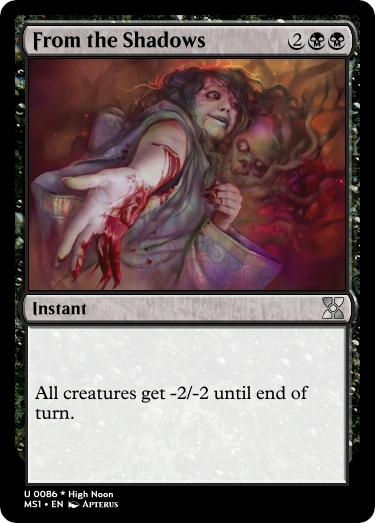 From the Shadows 2
Instant
All creatures get -2/-2 until end of
turn.
U 0086 * High Noon
MS1 • EN APTERUS